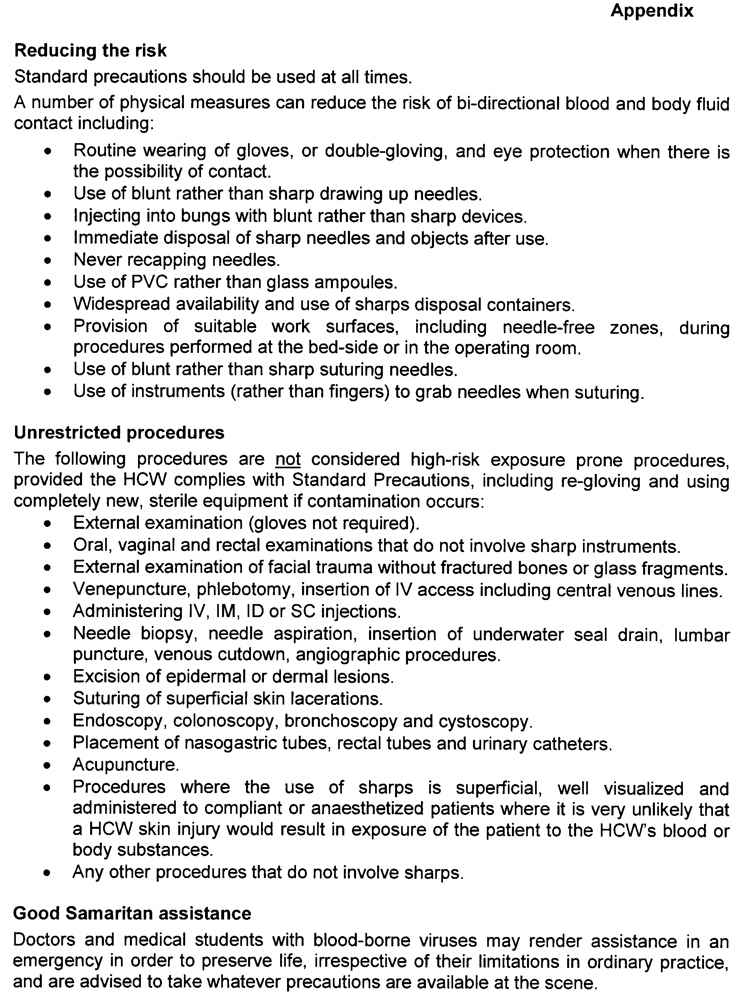 Appendix
Reducing the risk
Standard precautions should be used at all times.
A number of physical measures can reduce the risk of bi-directional blood and body fluid
contact including:
• Routine wearing of gloves, or double-gloving, and eye protection when there is
the possibility of contact.
• Use of blunt rather than sharp drawing up needles.
• Injecting into bungs with blunt rather than sharp devices.
• Immediate disposal of sharp needles and objects after use.
• Never recapping needles.
• Use of PVC rather than glass ampoules.
• Widespread availability and use of sharps disposal containers.
• Provision of suitable work surfaces, including needle-free zones, during
procedures performed at the bed-side or in the operating room.
• Use of blunt rather than sharp suturing needles.
• Use of instruments (rather than fingers) to grab needles when suturing.
Unrestricted procedures
The following procedures are not considered high-risk exposure prone procedures,
provided the HCW complies with Standard Precautions, including re-gloving and using
completely new, sterile equipment if contamination occurs:
• External examination (gloves not required).
• Oral, vaginal and rectal examinations that do not involve sharp instruments.
• External examination of facial trauma without fractured bones or glass fragments.
• Venepuncture, phlebotomy, insertion of IV access including central venous lines.
• Administering IV, IM, ID or SC injections.
• Needle biopsy, needle aspiration, insertion of underwater seal drain, lumbar
puncture, venous cutdown, angiographic procedures.
• Excision of epidermal or dermal lesions.
• Suturing of superficial skin lacerations.
• Endoscopy, colonoscopy, bronchoscopy and cystoscopy.
• Placement of nasogastric tubes, rectal tubes and urinary catheters.
• Acupuncture.
• Procedures where the use of sharps is superficial, well visualized and
administered to compliant or anaesthetized patients where it is very unlikely that
a HCW skin injury would result in exposure of the patient to the HCW's blood or
body substances.
• Any other procedures that do not involve sharps.
Good Samaritan assistance
Doctors and medical students with blood-borne viruses may render assistance in an
emergency in order to preserve life, irrespective of their limitations in ordinary practice,
and are advised to take whatever precautions are available at the scene.